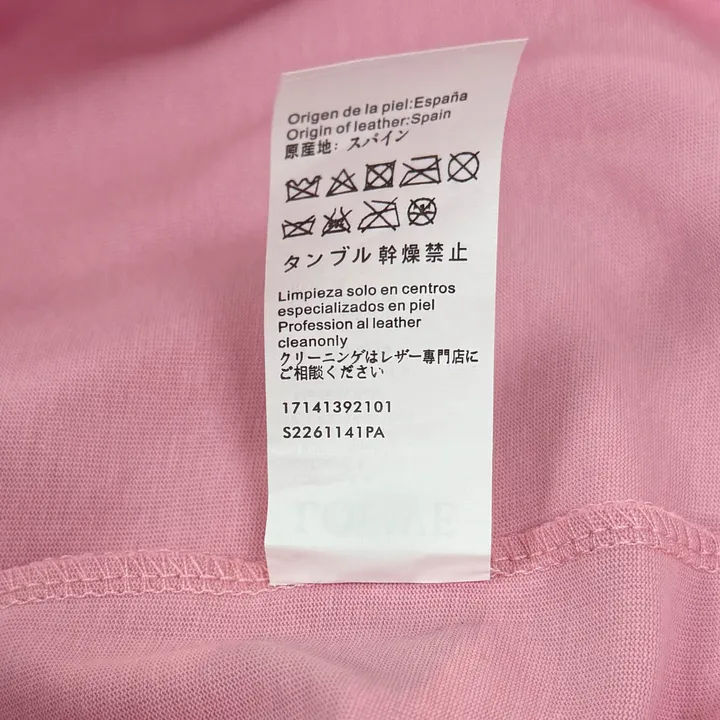 Origen de la piel:España
Origin of leather:Spain
原産地: スパイン
タンブル幹燥禁止
Limpieza solo en centros
especializados en piel
Profession al leather
cleanonly
クリーニングはレザー専門店に
ご相談ください
17141392101
S2261141PA
LOEWE